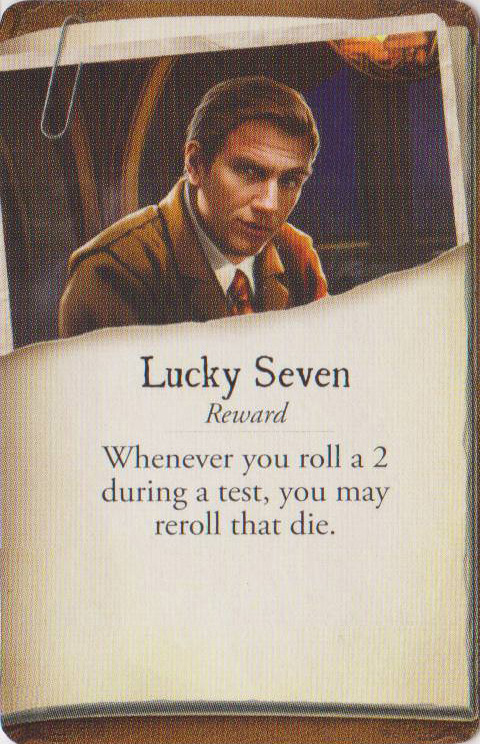 Lucky Seven
Reward
Whenever you roll a 2
during a test, you may
reroll that die.